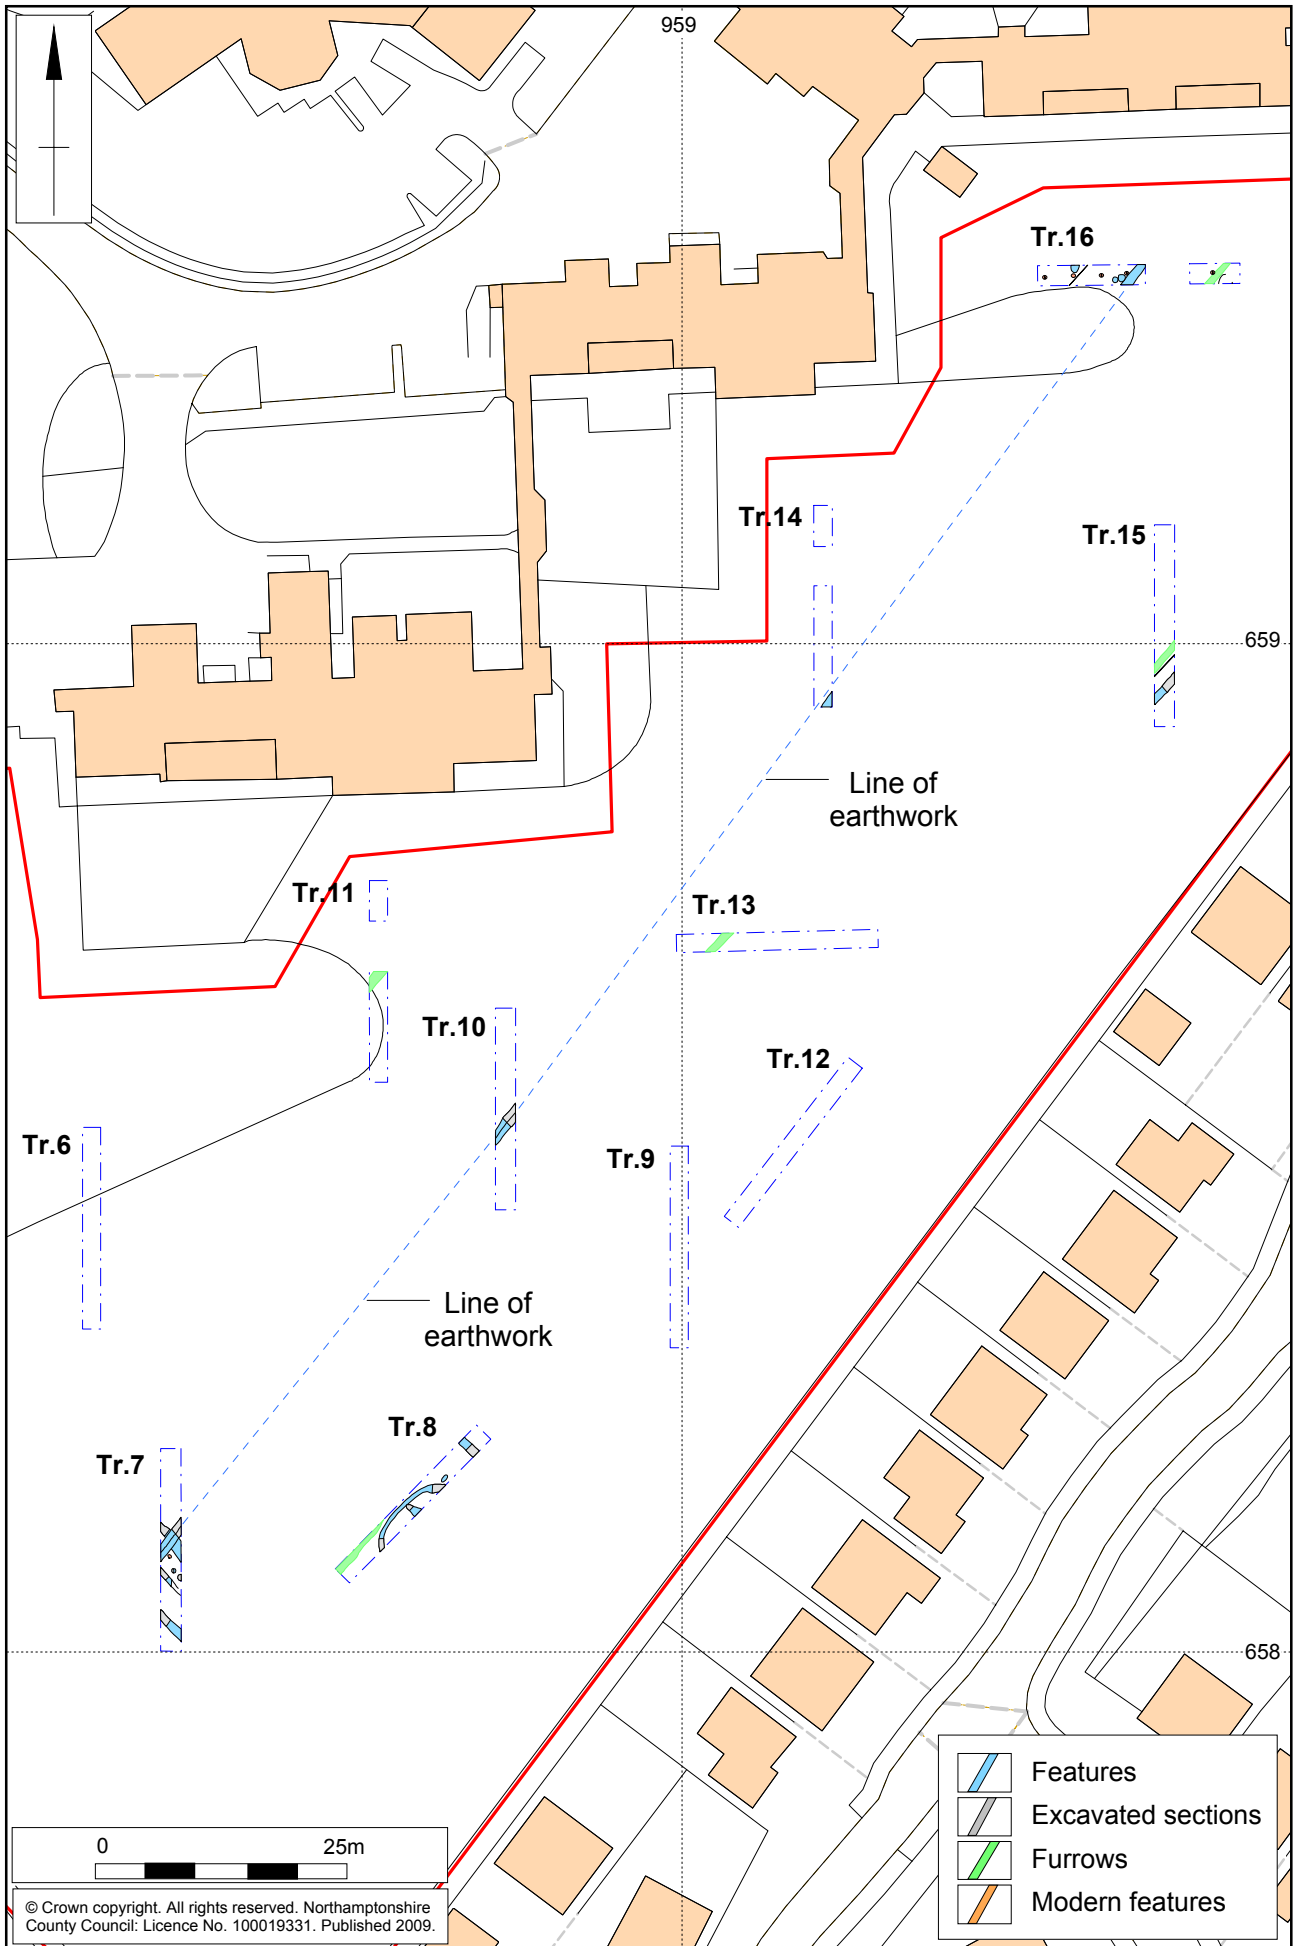 959
Tr.16
Tr.14
Tr.15
659
Line of
earthwork
Tr.11
Tr.13
Tr.10
Tr.12
Tr.6
Tr.9
Line of
earthwork
Tr.8
Tr.7
658
Features
Excavated sections
Furrows
Modern features
0 25m
© Crown copyright. All rights reserved. Northamptonshire
County Council: Licence No. 100019331. Published 2009.